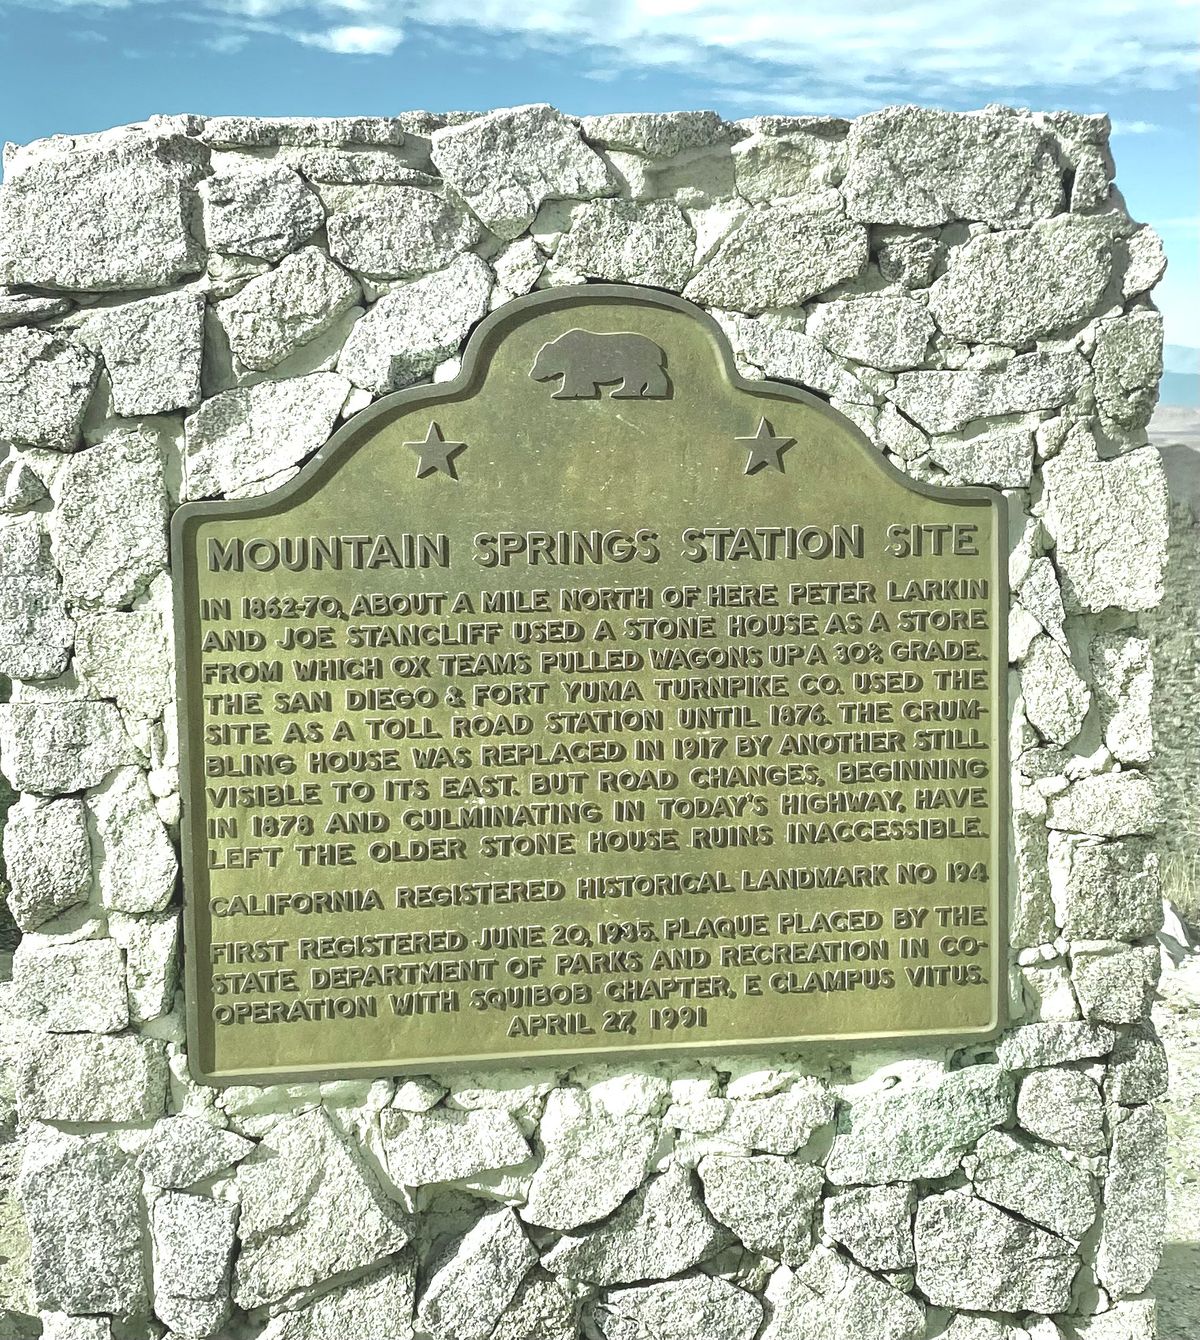 MOUNTAIN SPRINGS STATION SITE
IN 1862-70, ABOUT A MILE NORTH OF HERE PETER LARKIN
AND JOE STANCLIFF USED A STONE HOUSE AS A STORE
FROM WHICH OX TEAMS PULLED WAGONS UP A 30% GRADE.
THE SAN DIEGO & FORT YUMA TURNPIKE CO. USED THE
SITE AS A TOLL ROAD STATION UNTIL 1876. THE CRUM-
BLING HOUSE WAS REPLACED IN 1917 BY ANOTHER STILL
VISIBLE TO ITS EAST. BUT ROAD CHANGES, BEGINNING
IN 1878 AND CULMINATING IN TODAY'S HIGHWAY, HAVE
LEFT THE OLDER STONE HOUSE RUINS INACCESSIBLE.
CALIFORNIA REGISTERED HISTORICAL LANDMARK NO 194
FIRST REGISTERED JUNE 20, 1935. PLAQUE PLACED BY THE
STATE DEPARTMENT OF PARKS AND RECREATION IN CO-
OPERATION WITH SQUIBOB CHAPTER, E CLAMPUS VITUS.
APRIL 27, 1991